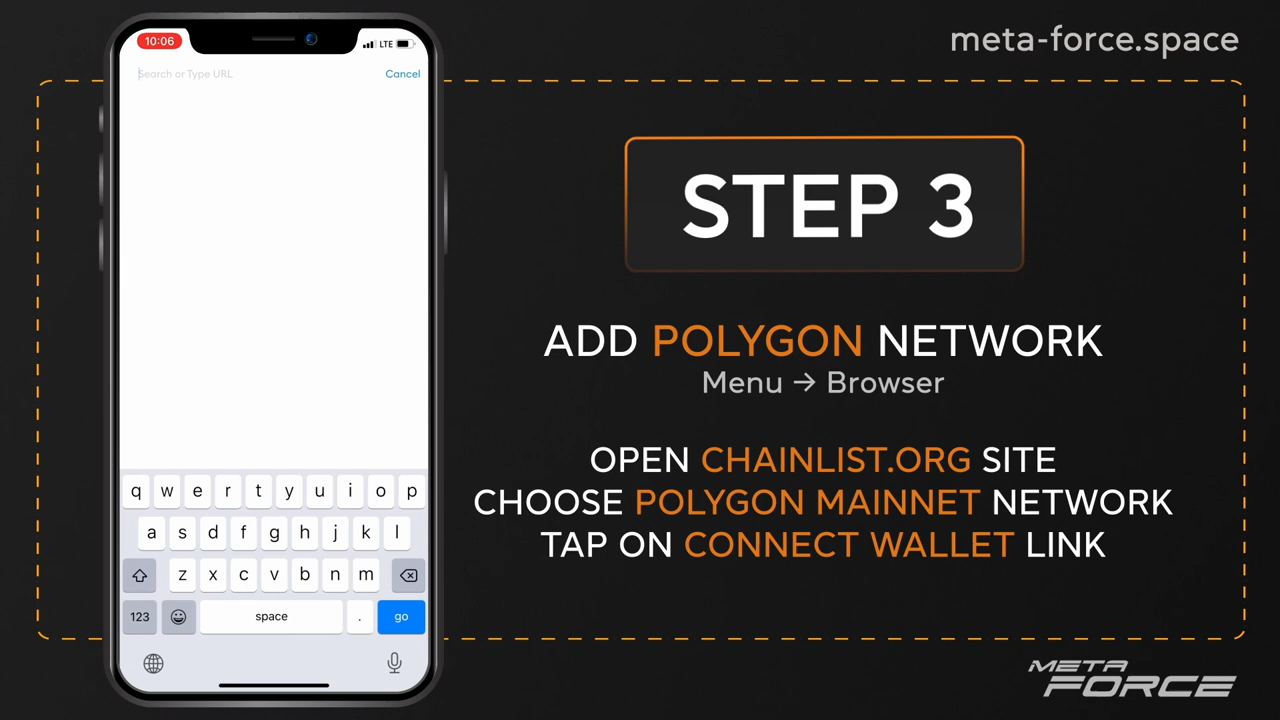 meta-force.space
10:06
LTE
Search or Type URL
Cancel
STEP 3
ADD POLYGON NETWORK
Menu → Browser
OPEN CHAINLIST.ORG SITE
CHOOSE POLYGON MAINNET NETWORK
TAP ON CONNECT WALLET LINK
q w e r t y u i o p
a s d f g h j k l
z x c v b n m
123 space . go
META
FORCE